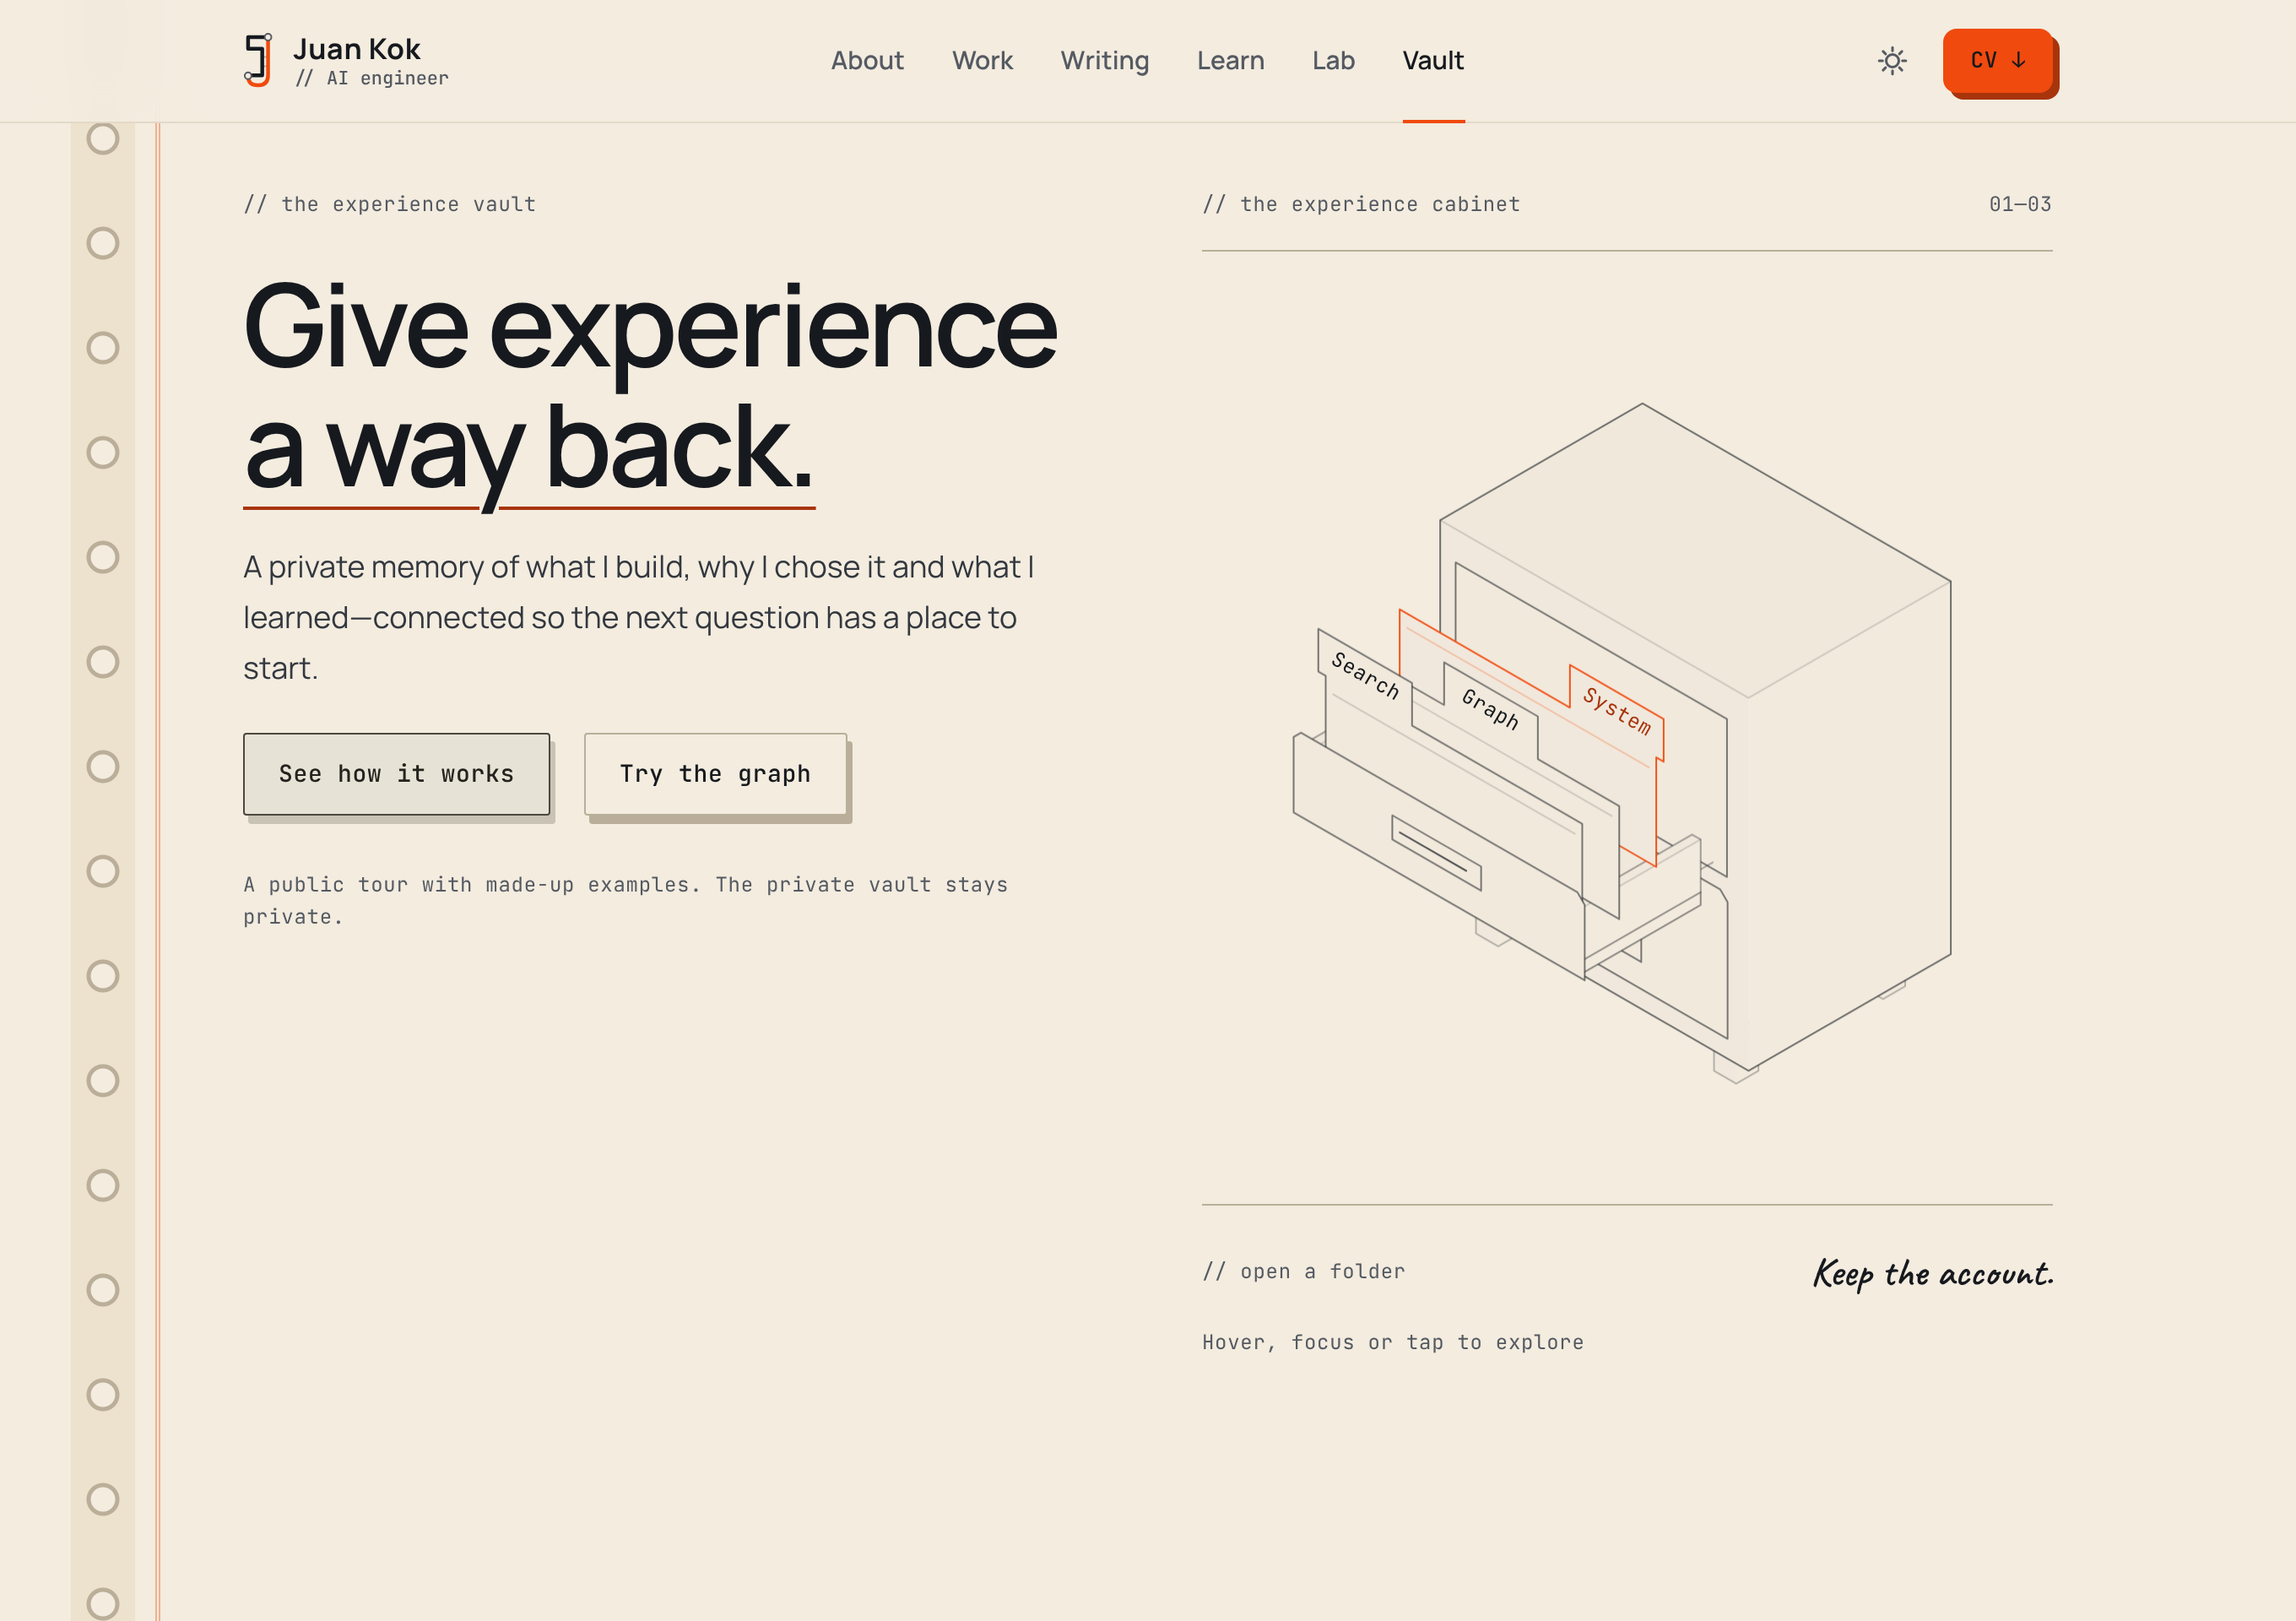 Juan Kok
// AI engineer
About Work Writing Learn Lab Vault
CV ↓
// the experience vault
Give experience
a way back.
A private memory of what I build, why I chose it and what I
learned—connected so the next question has a place to
start.
See how it works
Try the graph
A public tour with made-up examples. The private vault stays
private.
// the experience cabinet
01—03
Search
Graph
System
// open a folder
Keep the account.
Hover, focus or tap to explore